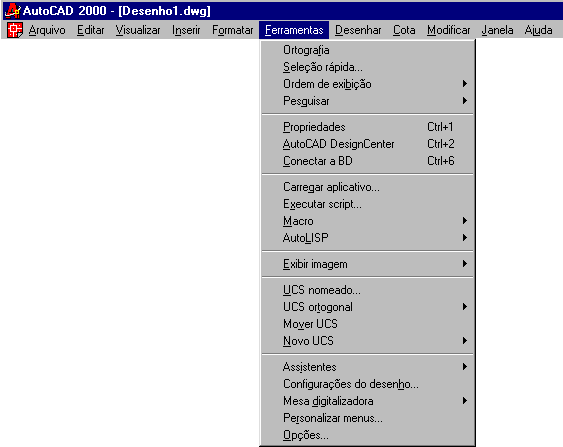 AutoCAD 2000 - [Desenho1.dwg]
Arquivo Editar Visualizar Inserir Formatar Ferramentas Desenhar Cota Modificar Janela Ajuda
Ortografia
Seleção rápida...
Ordem de exibição
Pesquisar
Propriedades Ctrl+1
AutoCAD DesignCenter Ctrl+2
Conectar a BD Ctrl+6
Carregar aplicativo...
Executar script...
Macro
AutoLISP
Exibir imagem
UCS nomeado...
UCS ortogonal
Mover UCS
Novo UCS
Assistentes
Configurações do desenho...
Mesa digitalizadora
Personalizar menus...
Opções...